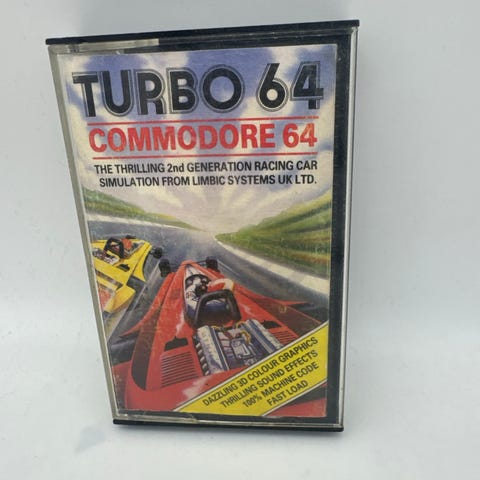 TURBO 64
COMMODORE 64
THE THRILLING 2nd GENERATION RACING CAR
SIMULATION FROM LIMBIC SYSTEMS UK LTD.
DAZZLING 3D COLOUR GRAPHICS
THRILLING SOUND EFFECTS
100% MACHINE CODE
FAST LOAD